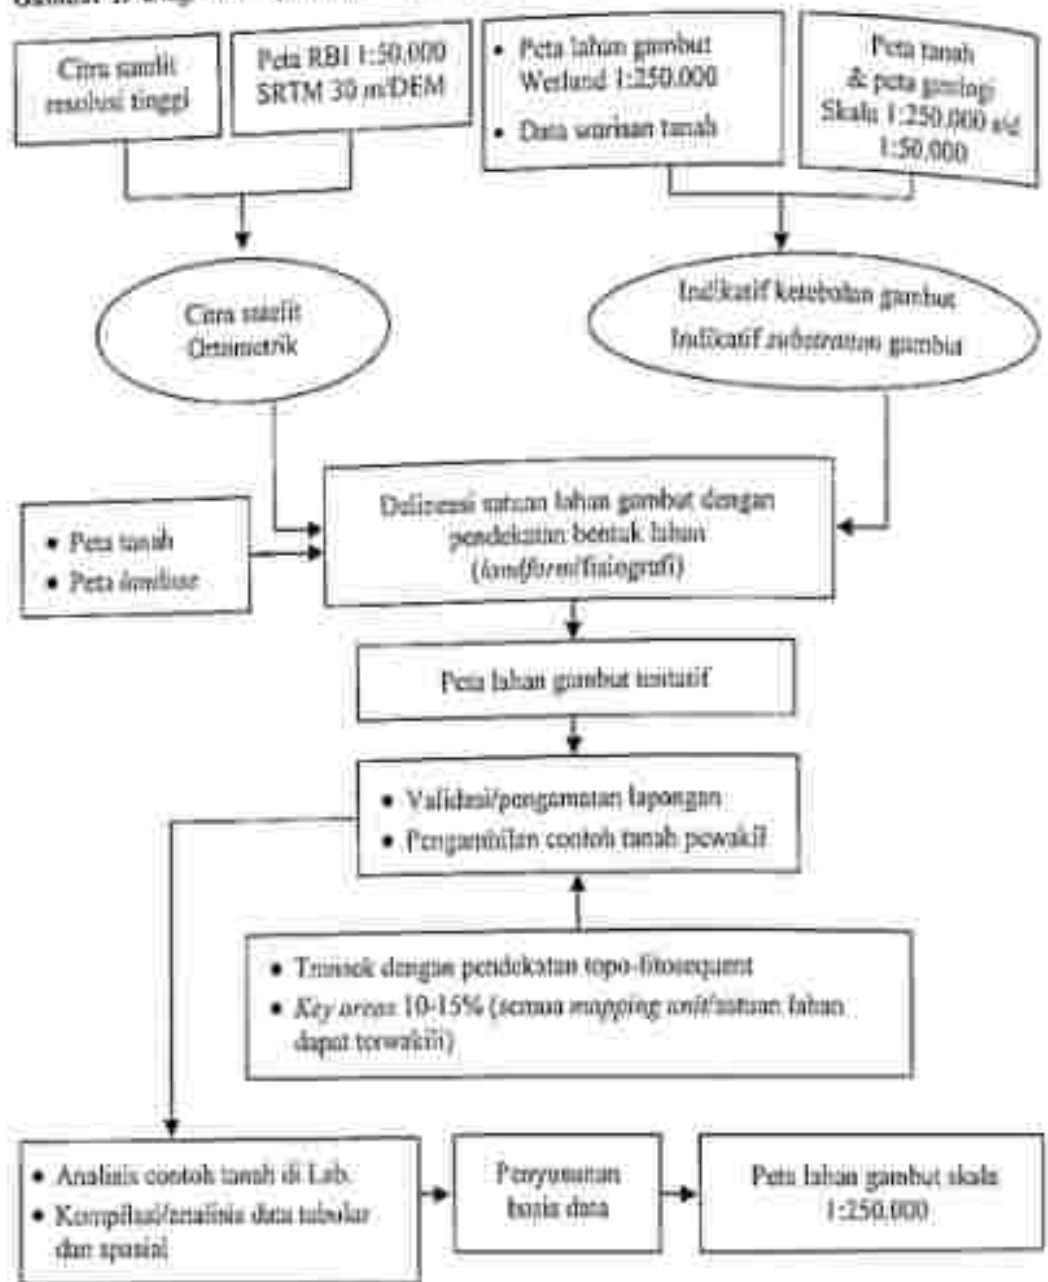 Gambar 1.
Citra satelit
resolusi tinggi
Peta RBI 1:50.000
SRTM 30 m/DEM
• Peta lahan gambut
Wetland 1:250.000
• Data warisan tanah
Peta tanah
& peta geologi
Skala 1:250.000 s/d
1:50.000
Citra satelit
Ortometrik
Indikatif ketebalan gambut
Indikatif substratum gambut
• Peta tanah
• Peta landuse
Delineasi satuan lahan gambut dengan
pendekatan bentuk lahan
(landform/fisiografi)
Peta lahan gambut tentatif
• Validasi/pengamatan lapangan
• Pengambilan contoh tanah pewakil
• Transek dengan pendekatan topo-litosequent
• Key areas 10-15% (semua mapping unit/satuan lahan
dapat terwakili)
• Analisis contoh tanah di Lab.
• Kompilasi/analisis data tabular
dan spasial
Penyusunan
basis data
Peta lahan gambut skala
1:250.000